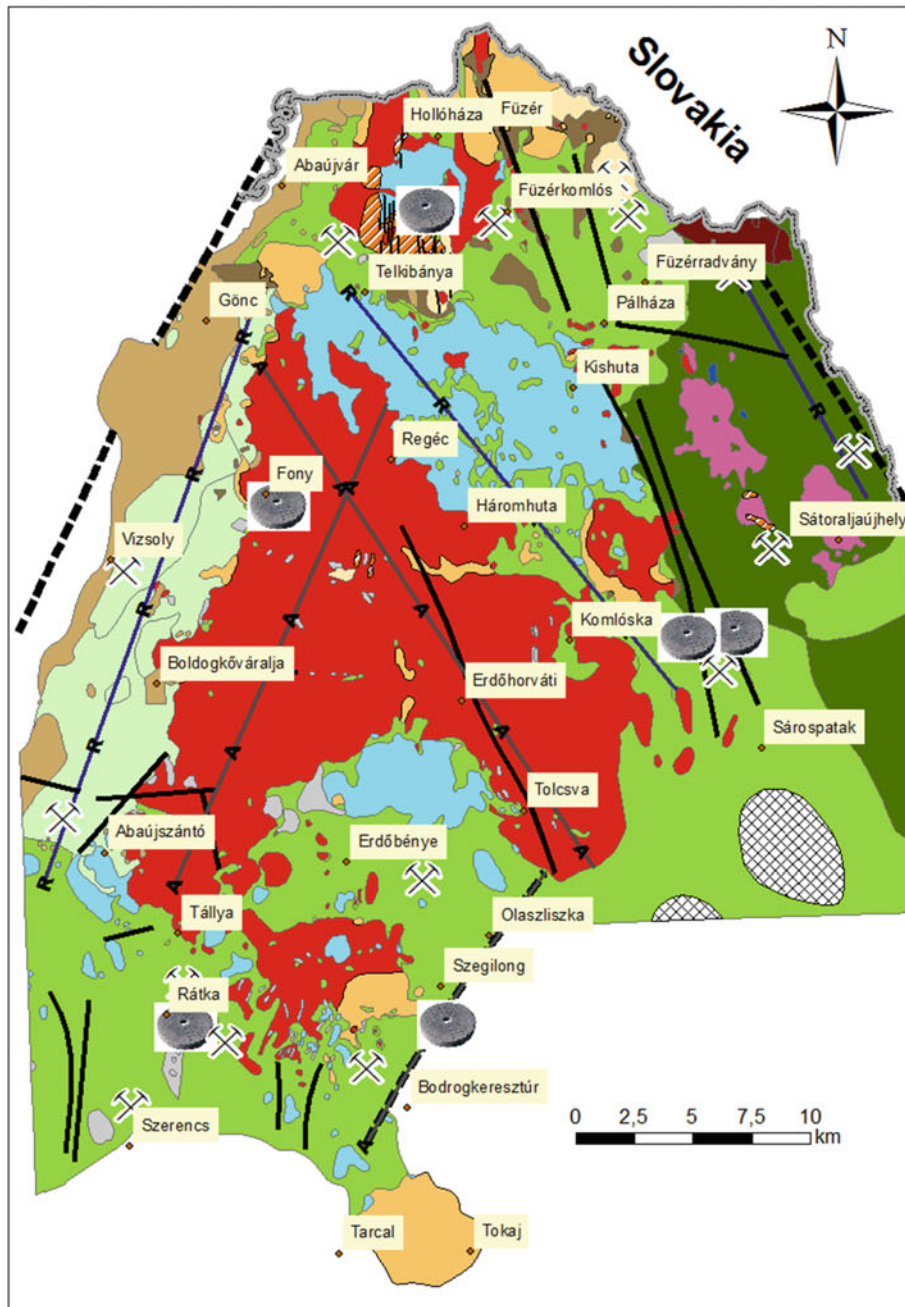 Slovakia
N
Hollóháza
Füzér
Abaújvár
Füzérkomlós
Telkibánya
Füzérradvány
Gönc
Pálháza
R
R
A
Kishuta
R
R
Regéc
R
Fony
A
Háromhuta
Sátoraljaújhely
Vizsoly
R
A
A
Komlóska
Boldogkőváralja
Erdőhorváti
R
A
A
Sárospatak
Tolcsva
Abaújszántó
Erdőbénye
A
R
A
Tállya
Olaszliszka
Szegilong
Rátka
Bodrogkeresztúr
0 2,5 5 7,5 10
km
Szerencs
A
Tarcal
Tokaj